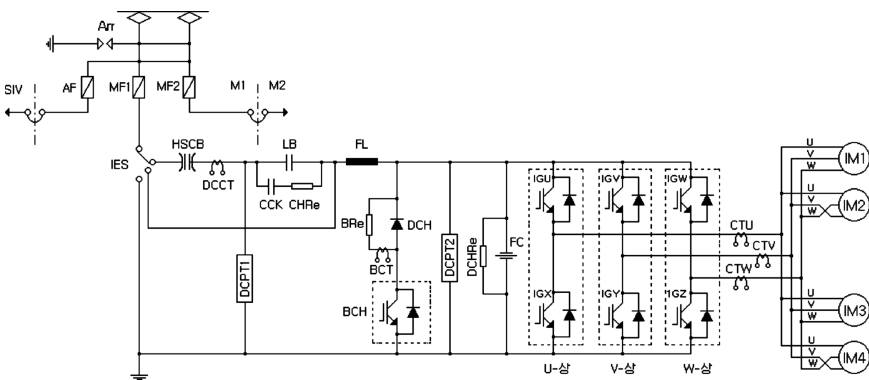 Arr
SIV
AF
MF1
MF2
M1
M2
IES
HSCB
LB
FL
DCCT
CCK
CHRe
BRe
DCH
BCT
BCH
DCPT1
DCPT2
DCHRe
FC
IGU
IGV
IGW
IGX
IGY
IGZ
U-상
V-상
W-상
CTU
CTV
CTW
U
V
W
IM1
U
V
W
IM2
U
V
W
IM3
U
V
W
IM4